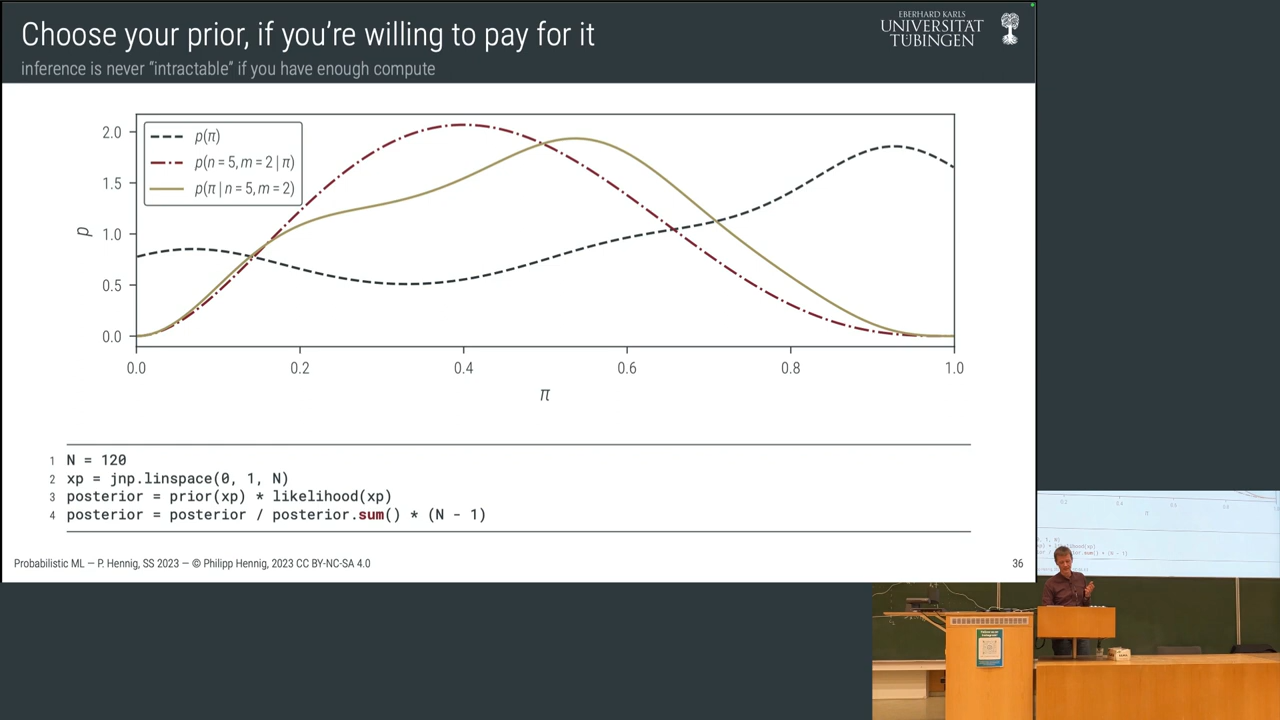 Choose your prior, if you're willing to pay for it
inference is never "intractable" if you have enough compute
EBERHARD KARLS
UNIVERSITÄT
TÜBINGEN
p(π)
p(n = 5, m = 2 | π)
p(π | n = 5, m = 2)
2.0
1.5
1.0
0.5
0.0
p
0.0 0.2 0.4 0.6 0.8 1.0
π
1 N = 120
2 xp = jnp.linspace(0, 1, N)
3 posterior = prior(xp) * likelihood(xp)
4 posterior = posterior / posterior.sum() * (N - 1)
Probabilistic ML — P. Hennig, SS 2023 — © Philipp Hennig, 2023 CC BY-NC-SA 4.0
36